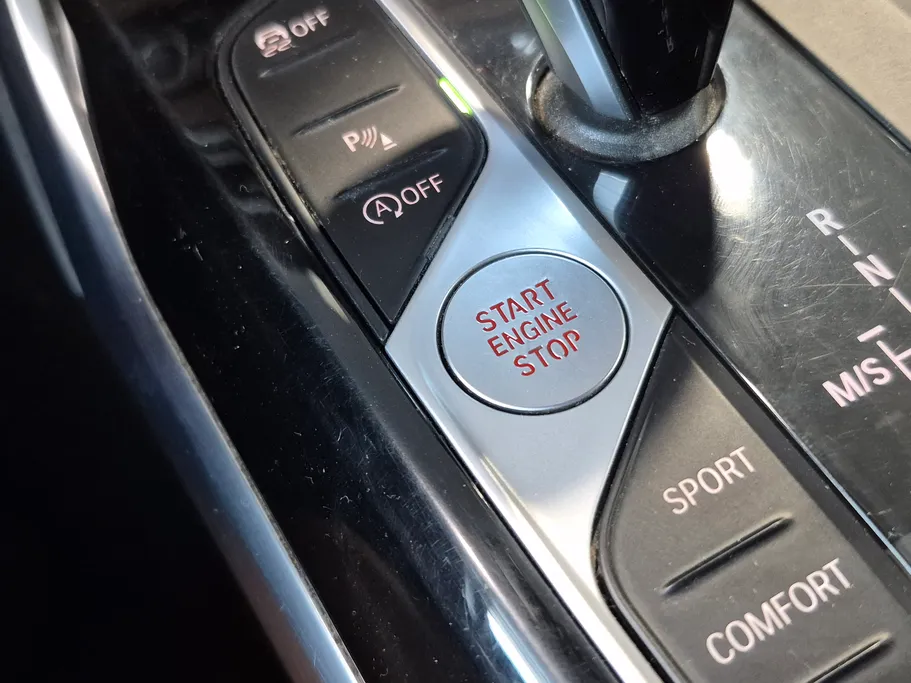 OFF
P
A OFF
START
ENGINE
STOP
R
N
M/S
SPORT
COMFORT